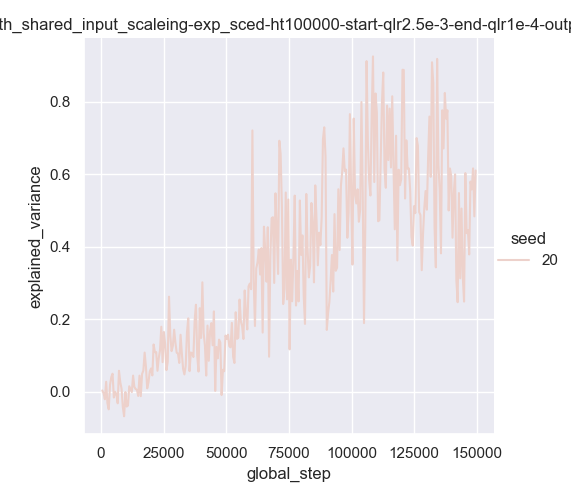 th_shared_input_scaleing-exp_sced-ht100000-start-qlr2.5e-3-end-qlr1e-4-outp
0.8
0.6
0.4
0.2
0.0
explained_variance
0 25000 50000 75000 100000 125000 150000
global_step
seed
20